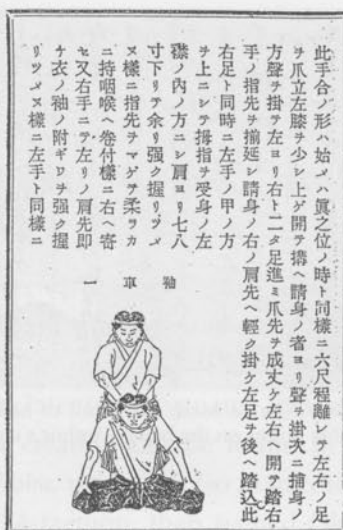 此手合ノ形ハ始メハ眞之位ノ時ト同樣ニ六尺程離レテ左右ノ足
ヲ爪立左膝ヲ少シ上ゲ開テ搆ヘ請身ノ者ヨリ聲ヲ掛次ニ捕身ノ
方聲ヲ掛ケ左ヨリ右ト二タ足進ミ爪先ヲ成丈ケ左右ヘ開テ踏右
手ノ指先ヲ揃延シ請身ノ右ノ肩先ヘ輕ク掛ケ左足ヲ後ヘ踏込此
右足ト同時ニ左手ノ甲ノ方
ヲ上ニシテ拇指ヲ受身ノ左
襟ノ內ノ方ニシ肩ヨリ七八
寸下リテ余リ强ク握リツメ
ヌ樣ニ指先ヲマゲテ柔ラカ
ニ持咽喉ヘ卷付樣ニ右ヘ寄
セ又右手ニテ左リノ肩先卽
チ衣ノ袖ノ附ギワヲ强ク握
リツメヌ樣ニ左手ト同樣ニ
袖車一